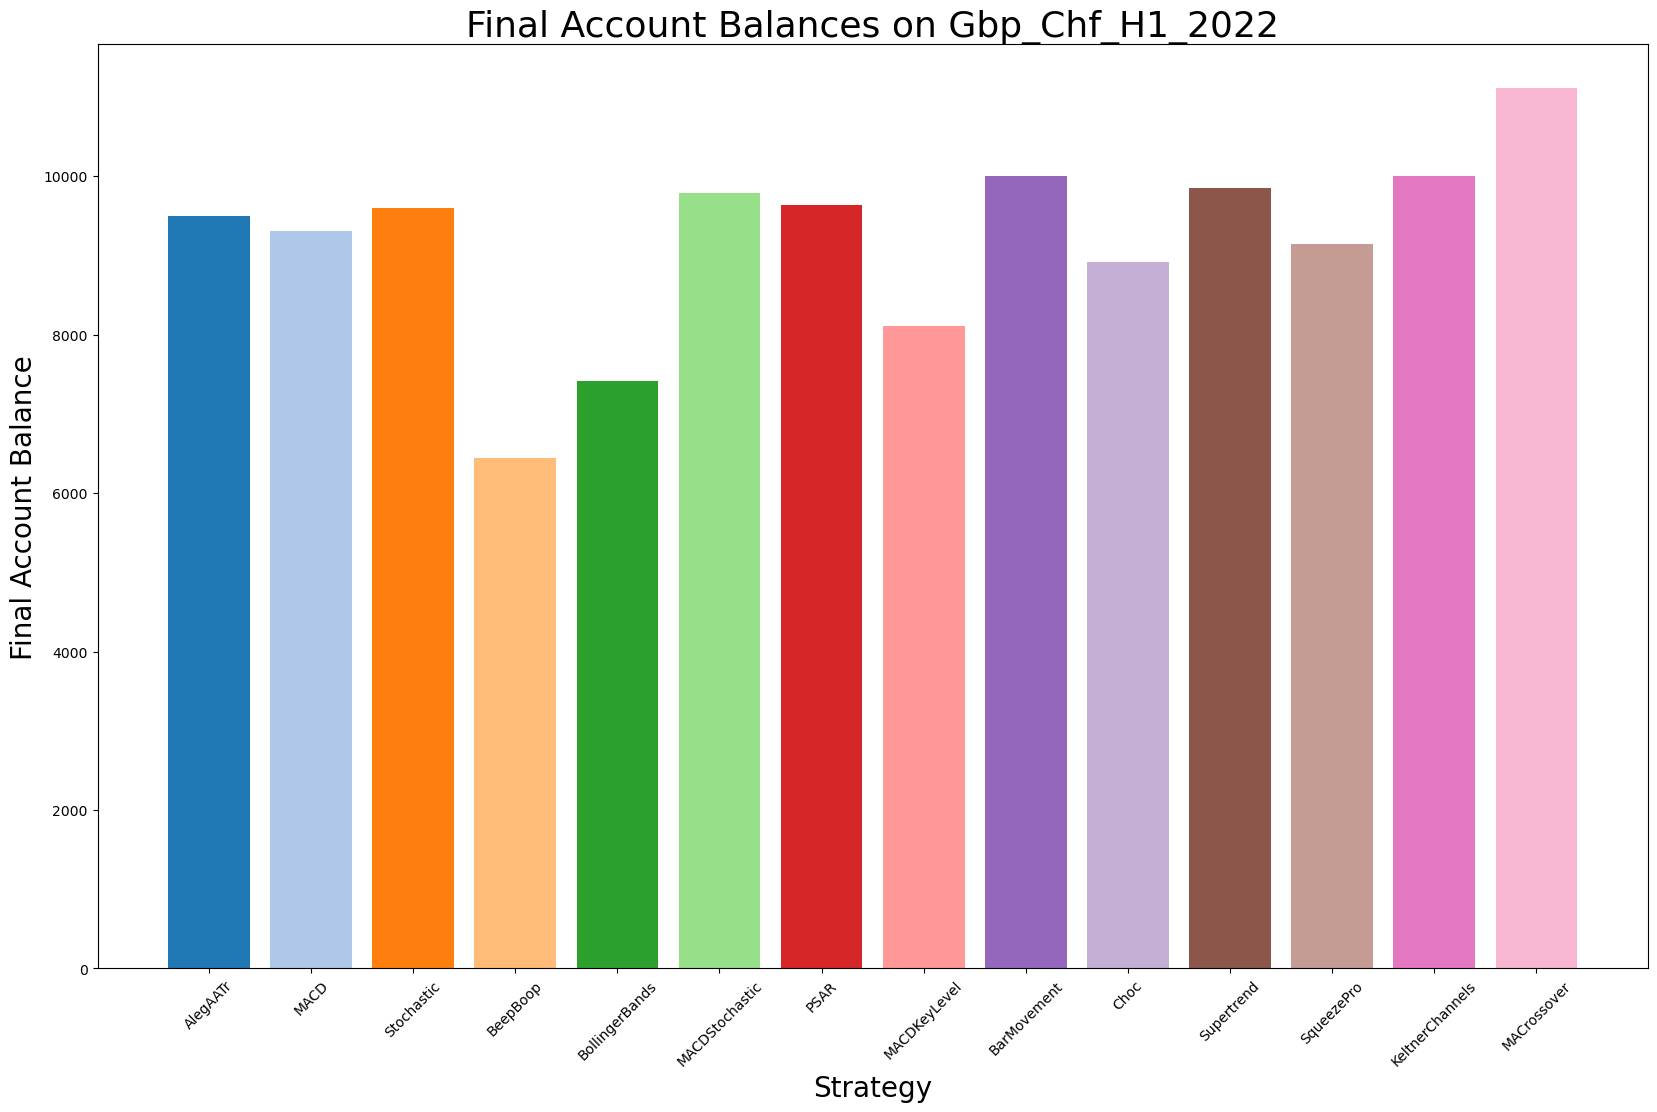 Final Account Balances on Gbp_Chf_H1_2022
Final Account Balance
10000
8000
6000
4000
2000
0
AlegAATr
MACD
Stochastic
BeepBoop
BollingerBands
MACDStochastic
PSAR
MACDKeyLevel
BarMovement
Choc
Supertrend
SqueezePro
KeltnerChannels
MACrossover
Strategy